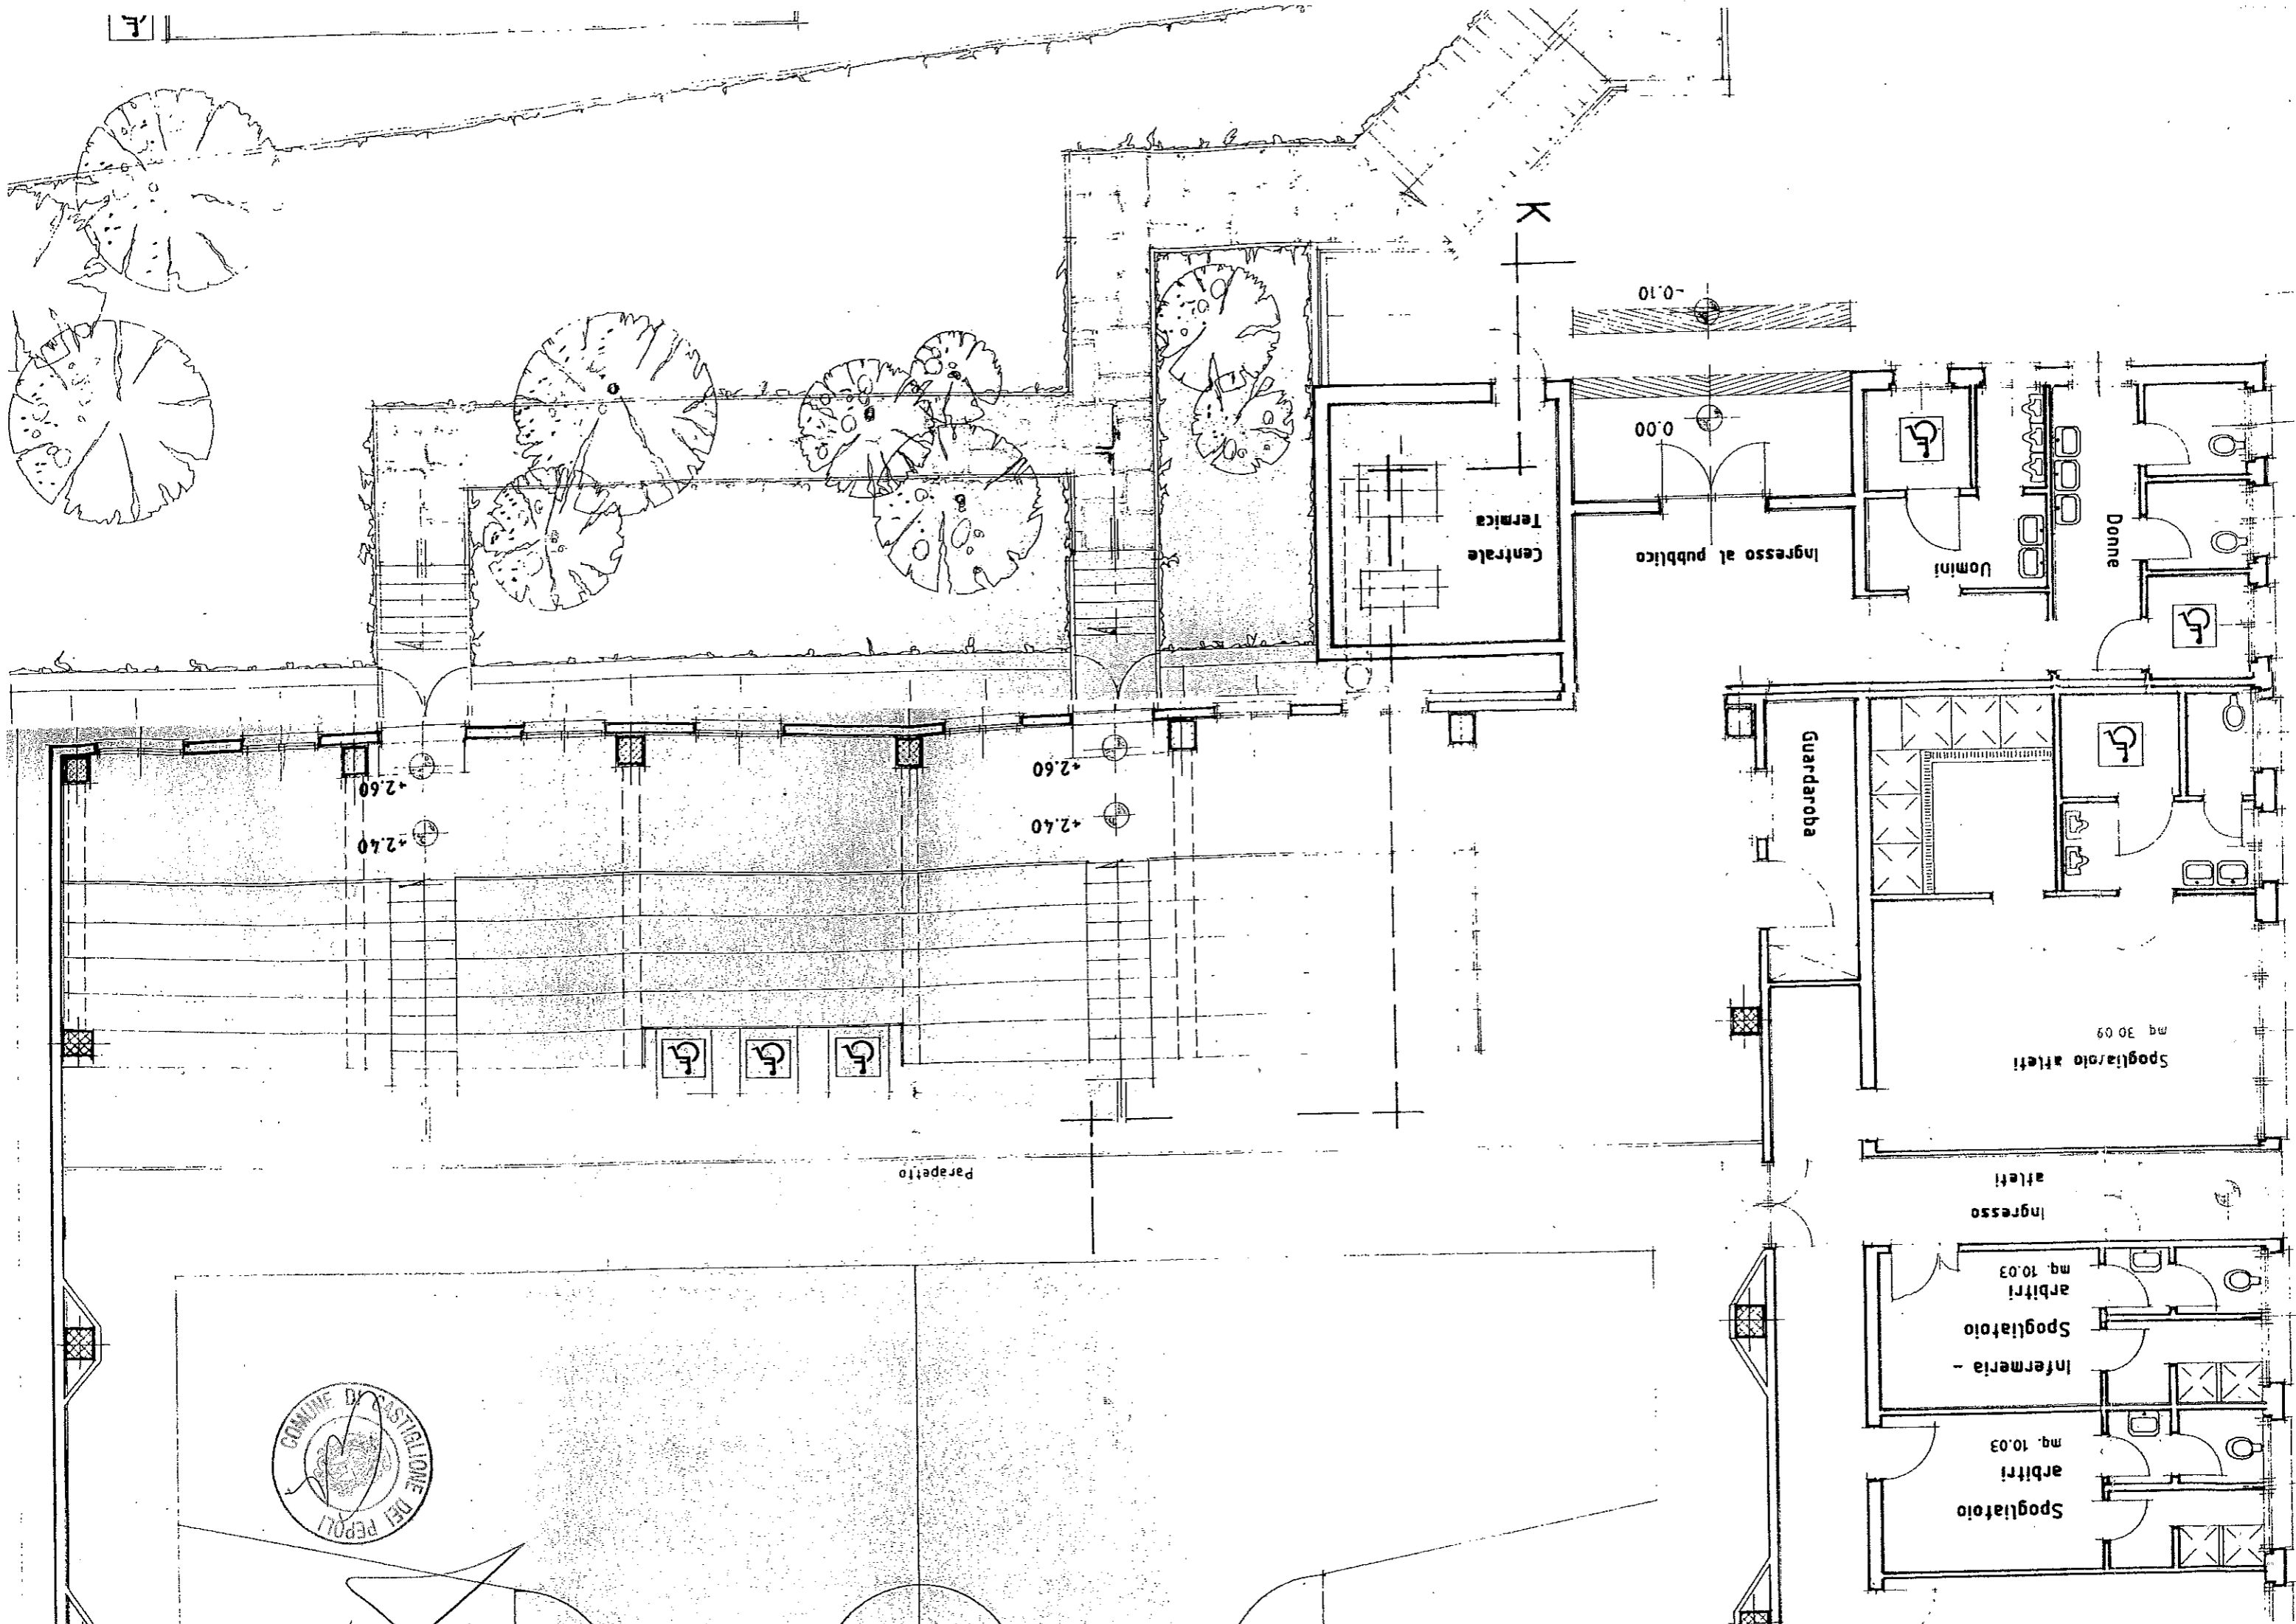 K
-0.10
0.00
Centrale
Termica
Ingresso al pubblico
Uomini
Donne
+2.60
+2.40
+2.60
+2.40
Guardaroba
Spogliatoio atleti
mq 30.09
Parapetto
Ingresso
atleti
Infermeria -
Spogliatoio
arbitri
mq. 10.03
Spogliatoio
arbitri
mq. 10.03
COMUNE DI CASTIGLIONE DEI PEPOLI